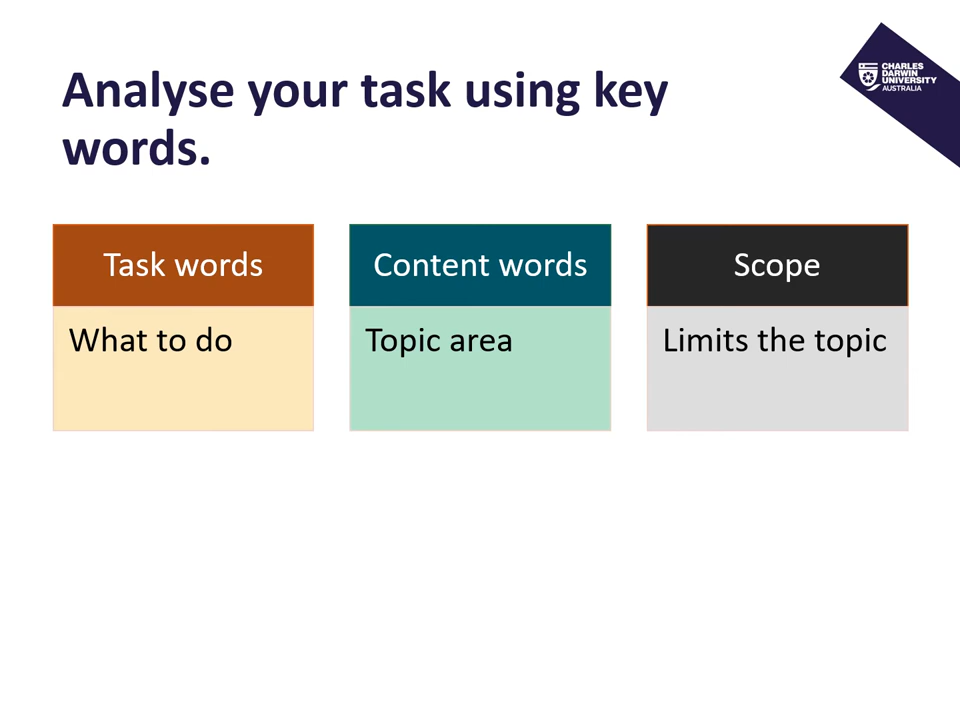 Analyse your task using key
words.
CHARLES
DARWIN
UNIVERSITY
AUSTRALIA
Task words
What to do
Content words
Topic area
Scope
Limits the topic